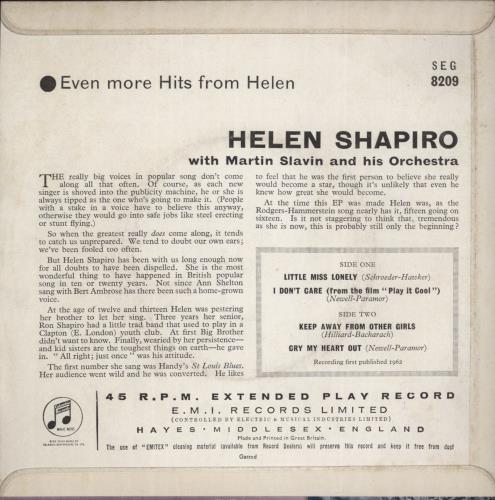 SEG
8209
Even more Hits from Helen
HELEN SHAPIRO
with Martin Slavin and his Orchestra
THE really big voices in popular song don't come
along all that often. Of course, as each new
singer is shoved into the publicity machine, he or she is
always tipped as the one who's going to make it. (People
with a stake in a voice have to believe this anyway,
otherwise they would go into safe jobs like steel erecting
or stunt flying.)
So when the greatest really does come along, it tends
to catch us unprepared. We tend to doubt our own ears;
we've been fooled too often.
But Helen Shapiro has been with us long enough now
for all doubts to have been dispelled. She is the most
wonderful thing to have happened in British popular
song in ten or twenty years. Not since Ann Shelton
sang with Bert Ambrose has there been such a home-grown
voice.
At the age of twelve and thirteen Helen was pestering
her brother to let her sing. Three years her senior,
Ron Shapiro had a little trad band that used to play in a
Clapton (E. London) youth club. At first Big Brother
didn't want to know. Finally, wearied by her persistence—
and kid sisters are the toughest things on earth—he gave
in. "All right; just once" was his attitude.
The first number she sang was Handy's St Louis Blues.
Her audience went wild and he was converted. He likes
to feel that he was the first person to believe she really
would become a star, though it's unlikely that even he
knew how great she would become.
At the time this EP was made Helen was, as the
Rodgers-Hammerstein song nearly has it, fifteen going on
sixteen. Is it not staggering to think that, tremendous
as she is now, this is probably still only the beginning?
SIDE ONE
LITTLE MISS LONELY (Schroeder-Hawker)
I DON'T CARE (from the film "Play it Cool")
(Newell-Paramor)
SIDE TWO
KEEP AWAY FROM OTHER GIRLS
(Hilliard-Bacharach)
CRY MY HEART OUT (Newell-Paramor)
Recording first published 1962
45 R.P.M. EXTENDED PLAY RECORD
E.M.I. RECORDS LIMITED
(CONTROLLED BY ELECTRIC & MUSICAL INDUSTRIES LIMITED)
HAYES · MIDDLESEX · ENGLAND
Made and Printed in Great Britain.
The use of "EMITEX" cleaning material (available from Record Dealers) will preserve this record and keep it free from dust
Garrod